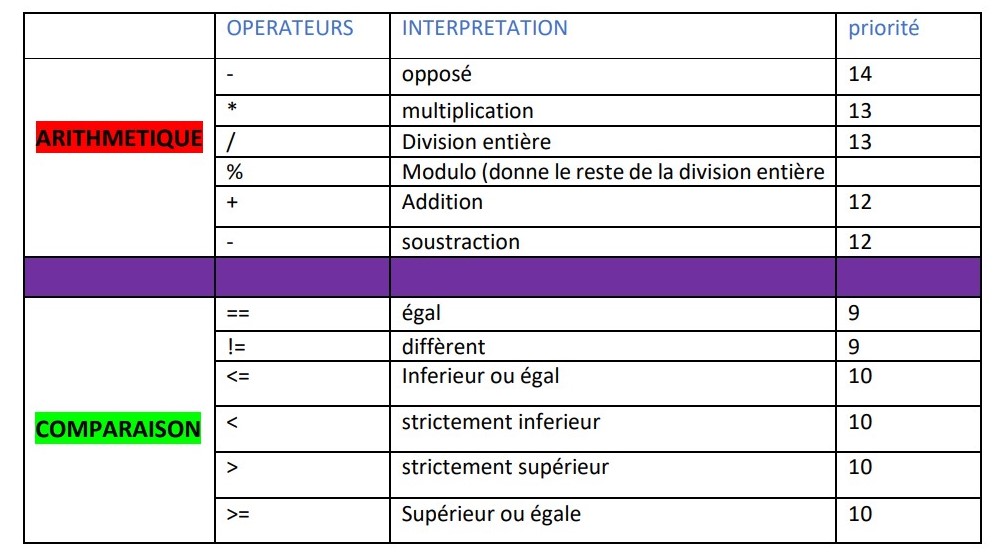 OPERATEURS INTERPRETATION priorité
ARITHMETIQUE
- opposé 14
* multiplication 13
/ Division entière 13
% Modulo (donne le reste de la division entière
+ Addition 12
- soustraction 12
COMPARAISON
== égal 9
!= diffèrent 9
<= Inferieur ou égal 10
< strictement inferieur 10
> strictement supérieur 10
>= Supérieur ou égale 10